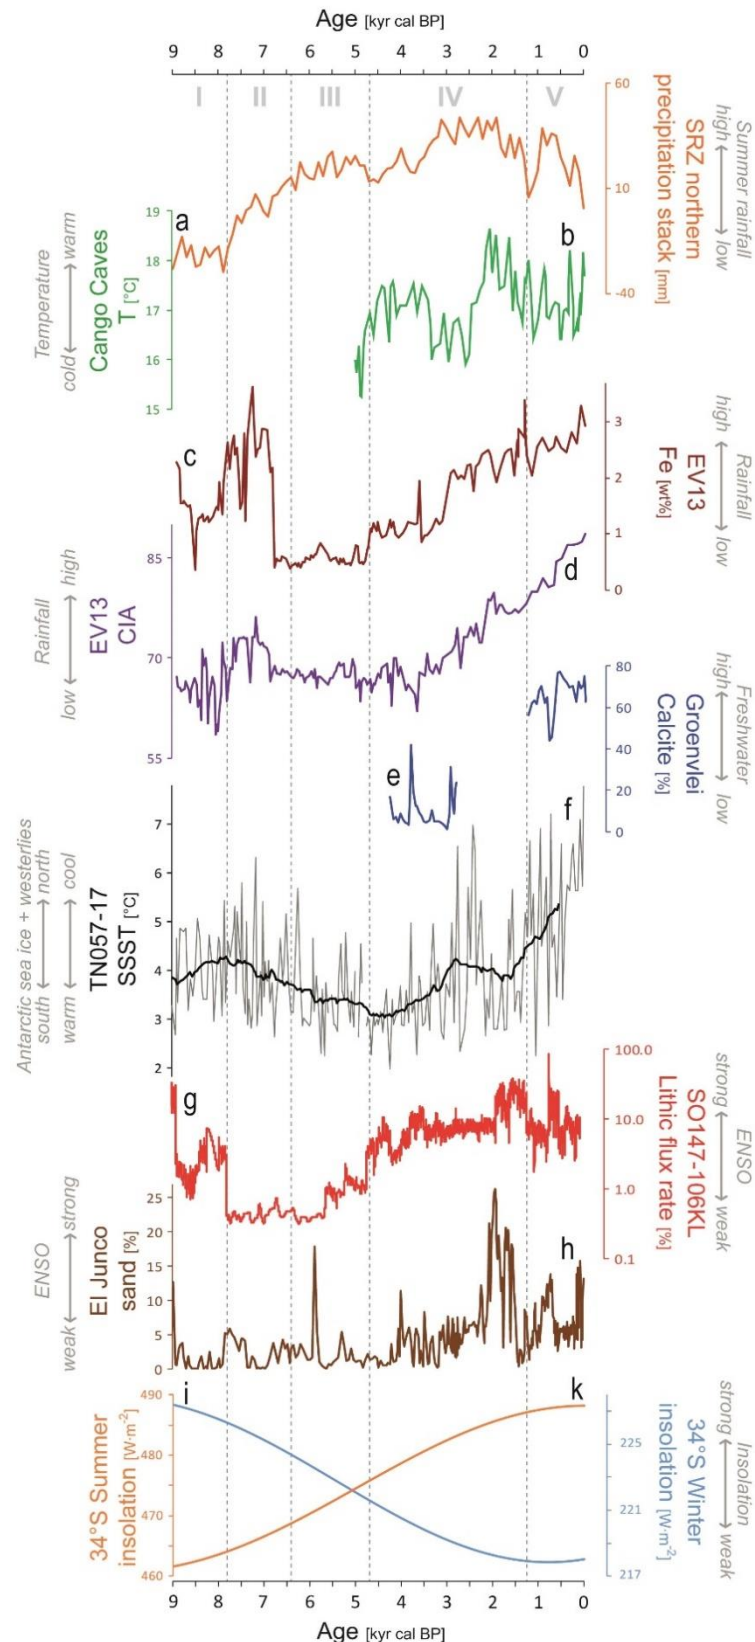 Age [kyr cal BP]
9 8 7 6 5 4 3 2 1 0
I II III IV V
60
10
-40
SRZ northern
precipitation stack [mm]
Summer rainfall
high
low
a
19
18
17
16
15
Cango Caves
T [°C]
Temperature
warm
cold
b
c
3
2
1
0
EV13
Fe [wt%]
Rainfall
high
low
85
70
55
EV13
CIA
Rainfall
high
low
d
80
60
40
20
0
Groenvlei
Calcite [%]
Freshwater
high
low
e
f
7
6
5
4
3
2
TN057-17
SSST [°C]
Antarctic sea ice + westerlies
north
south
cool
warm
g
100.0
10.0
1.0
0.1
SO147-106KL
Lithic flux rate [%]
ENSO
strong
weak
25
20
15
10
5
0
El Junco
sand [%]
ENSO
strong
weak
h
i
k
490
480
470
460
34°S Summer
insolation [W·m-2]
225
221
217
34°S Winter
insolation [W·m-2]
Insolation
strong
weak
9 8 7 6 5 4 3 2 1 0
Age [kyr cal BP]